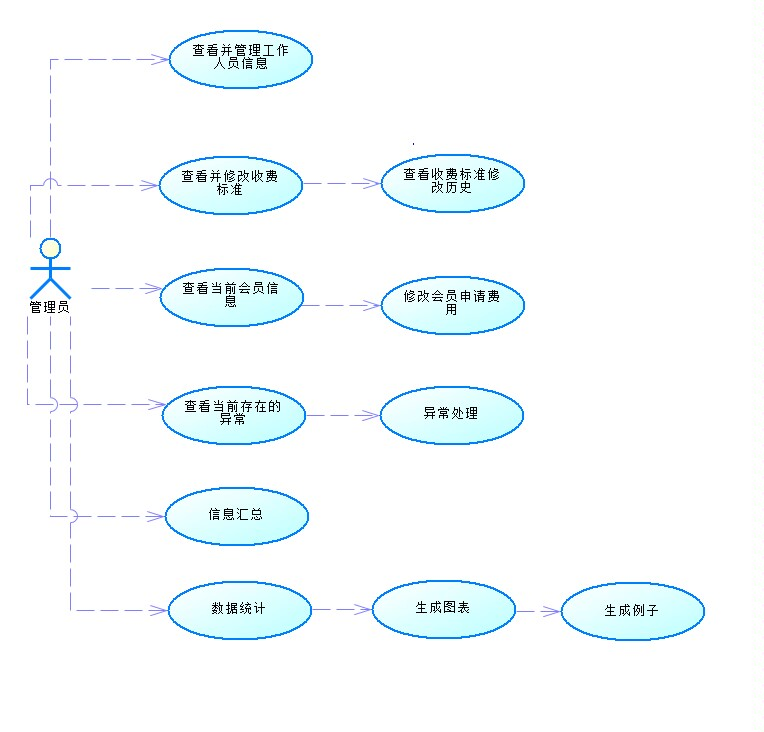 查看并管理工作
人员信息
查看并修改收费
标准
查看收费标准修
改历史
管理员
查看当前会员信
息
修改会员申请费
用
查看当前存在的
异常
异常处理
信息汇总
数据统计
生成图表
生成例子